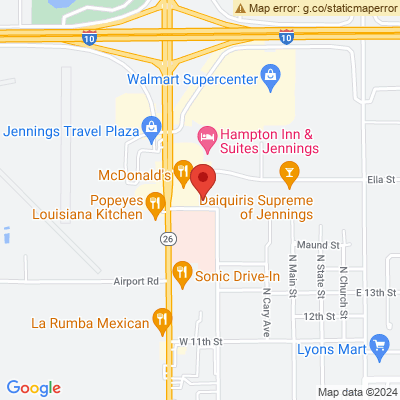 Map error: g.co/staticmaperror
10
10
Walmart Supercenter
Jennings Travel Plaza
Hampton Inn &
Suites Jennings
McDonald's
Ella St
Popeyes
Louisiana Kitchen
Daiquiris Supreme
of Jennings
26
Maund St
Sonic Drive-In
Airport Rd
N Cary Ave
N Main St
N State St
N Church St
E 13th St
12th St
La Rumba Mexican
W 11th St
Lyons Mart
Google
Map data ©2024